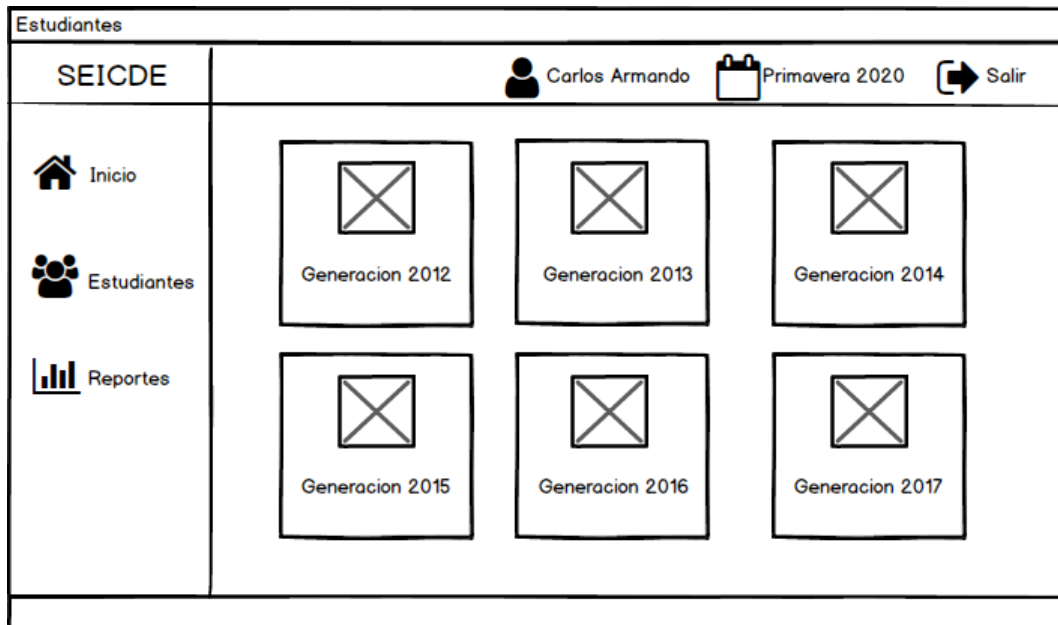 Estudiantes
SEICDE
Carlos Armando
Primavera 2020
Salir
Inicio
Estudiantes
Reportes
Generacion 2012
Generacion 2013
Generacion 2014
Generacion 2015
Generacion 2016
Generacion 2017